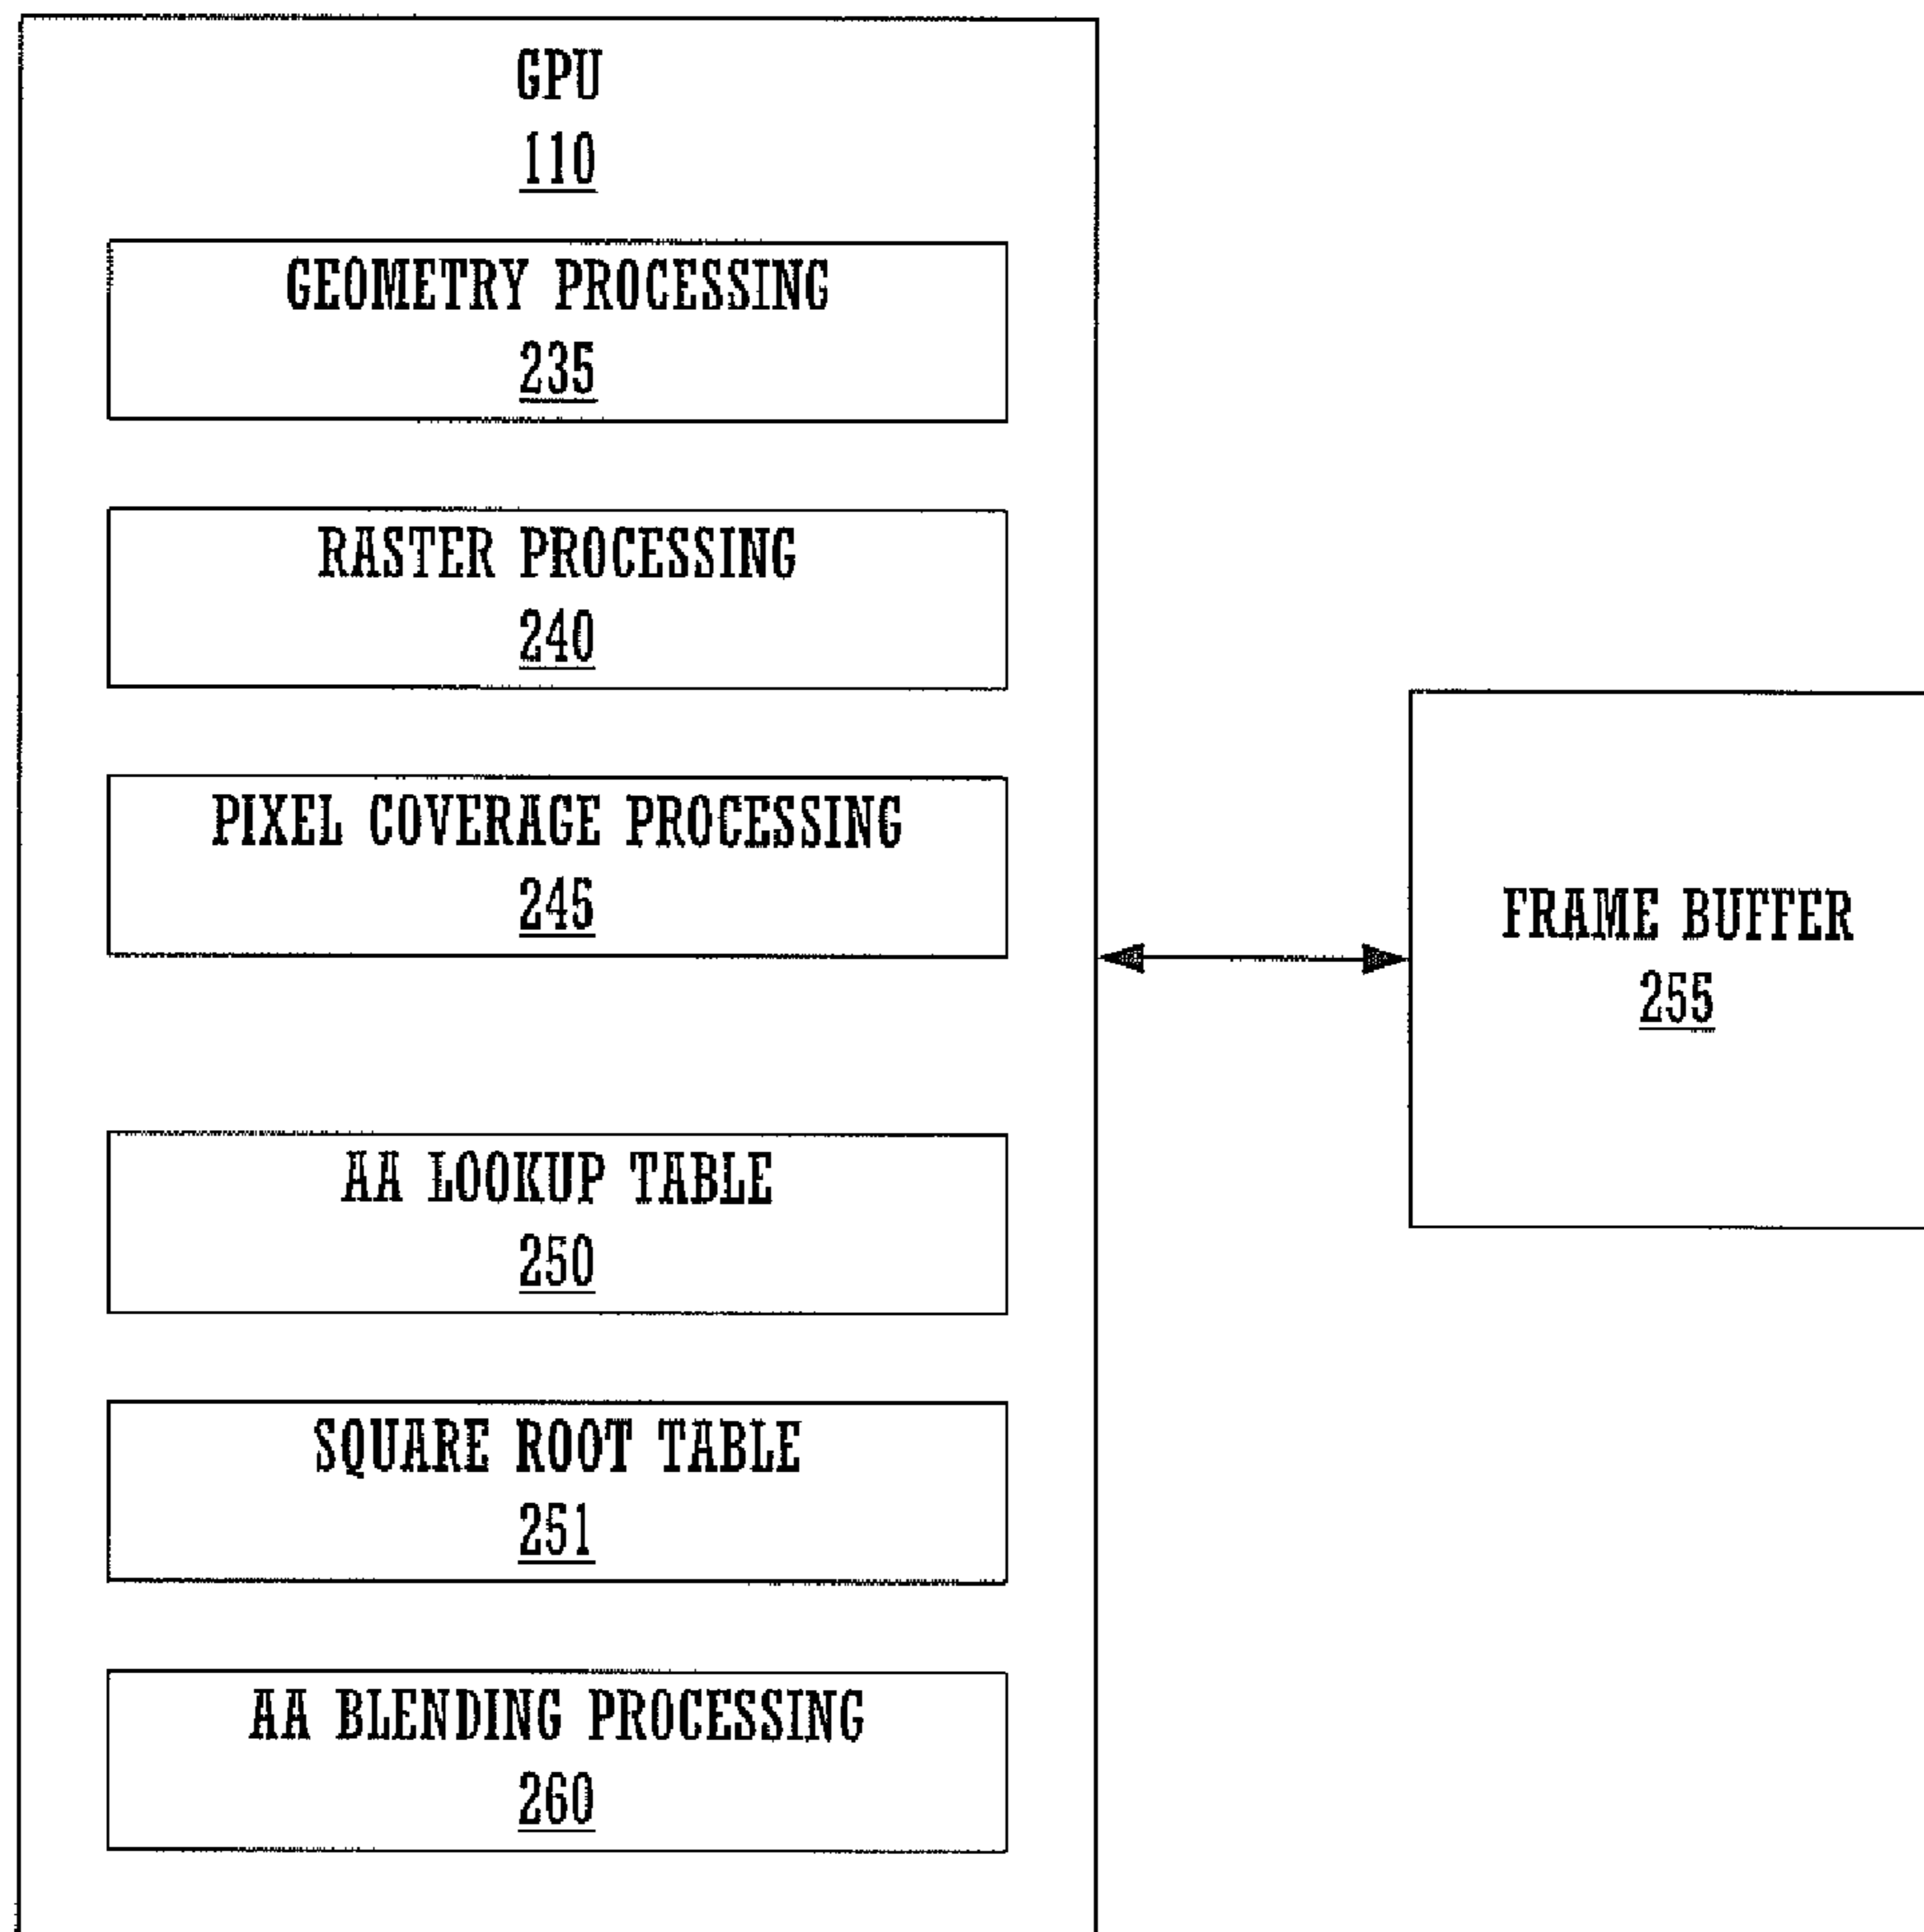 GPU
110
GEOMETRY PROCESSING
235
RASTER PROCESSING
240
PIXEL COVERAGE PROCESSING
245
AA LOOKUP TABLE
250
SQUARE ROOT TABLE
251
AA BLENDING PROCESSING
260
FRAME BUFFER
255